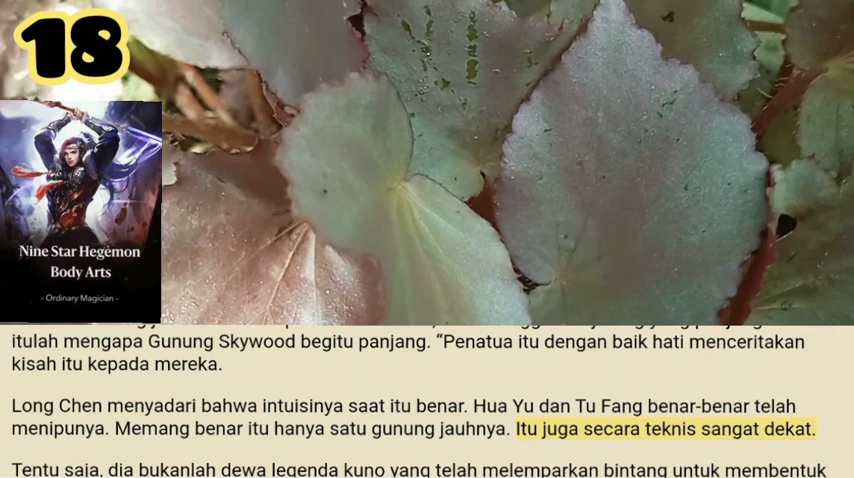 18
Nine Star Hegemon
Body Arts
- Ordinary Magician -
itulah mengapa Gunung Skywood begitu panjang. “Penatua itu dengan baik hati menceritakan
kisah itu kepada mereka.
Long Chen menyadari bahwa intuisinya saat itu benar. Hua Yu dan Tu Fang benar-benar telah
menipunya. Memang benar itu hanya satu gunung jauhnya. Itu juga secara teknis sangat dekat.
Tentu saja, dia bukanlah dewa legenda kuno yang telah melemparkan bintang untuk membentuk